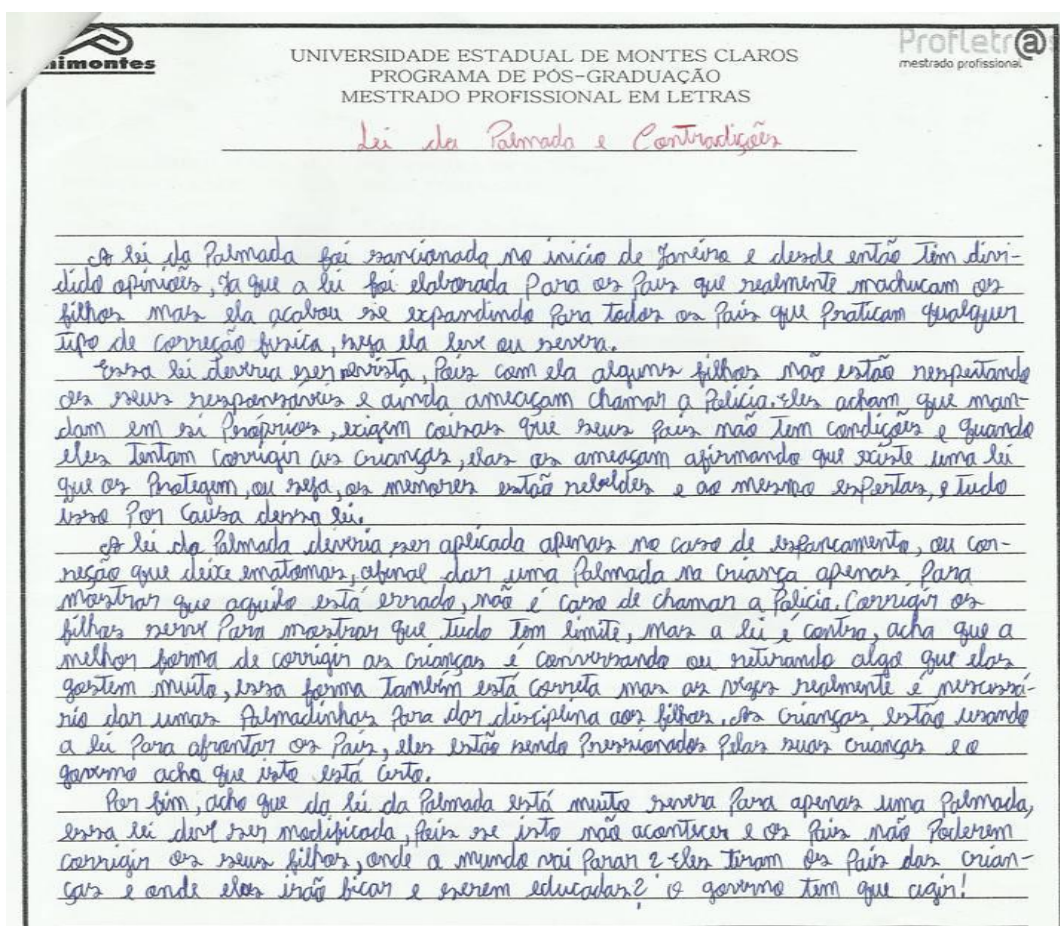 nimontes
ProfLetr@
mestrado profissional
UNIVERSIDADE ESTADUAL DE MONTES CLAROS
PROGRAMA DE PÓS-GRADUAÇÃO
MESTRADO PROFISSIONAL EM LETRAS
Lei da Palmada e Contradições
A lei da Palmada foi sancionada no início de Janeiro e desde então tem divi-
dido opiniões, Ja que a lei foi elaborada Para os Pais que realmente machucam os
filhos mas ela acabou se expandindo Para todos os Pais que Praticam qualquer
tipo de correção fisica, seja ela leve ou severa.
Essa lei deveria ser revista, Pois com ela alguns filhos não estão respeitando
os seus responsáveis e ainda ameaçam chamar a Policia. Eles acham que man-
dam em si Próprios, exigem coisas que seus Pais não tem condições e quando
eles tentam corrigir as crianças, elas os ameaçam afirmando que existe uma lei
que os Protegem, ou seja, os menores estão rebeldes e ao mesmo espertas, e tudo
isso Por causa dessa lei.
A lei da Palmada deveria ser aplicada apenas no caso de espancamento, ou cor-
reção que deixe ematomas, afinal dar uma Palmada na criança apenas Para
mostrar que aquilo está errado, não é caso de chamar a Policia. Corrigir os
filhos serve Para mostrar que tudo tem limite, mas a lei é contra, acha que a
melhor forma de corrigir as crianças é conversando ou retirando algo que elas
gostem muito, essa forma também está correta mas as vezes realmente é nescessá-
rio dar umas Palmadinhas Para dar disciplina aos filhos. As crianças estão usando
a lei Para afrontar os Pais, eles estão sendo Pressionados Pelas suas crianças e o
governo acha que isto está certo.
Por fim, acho que da lei da Palmada está muito severa Para apenas uma Palmada,
essa lei deve ser modificada, Pois se isto não acontecer e os Pais não Poderem
corrigir os seus filhos, onde o mundo vai Parar? Eles tiram os Pais das crian-
ças e onde elas irão ficar e serem educadas? O governo tem que agir!